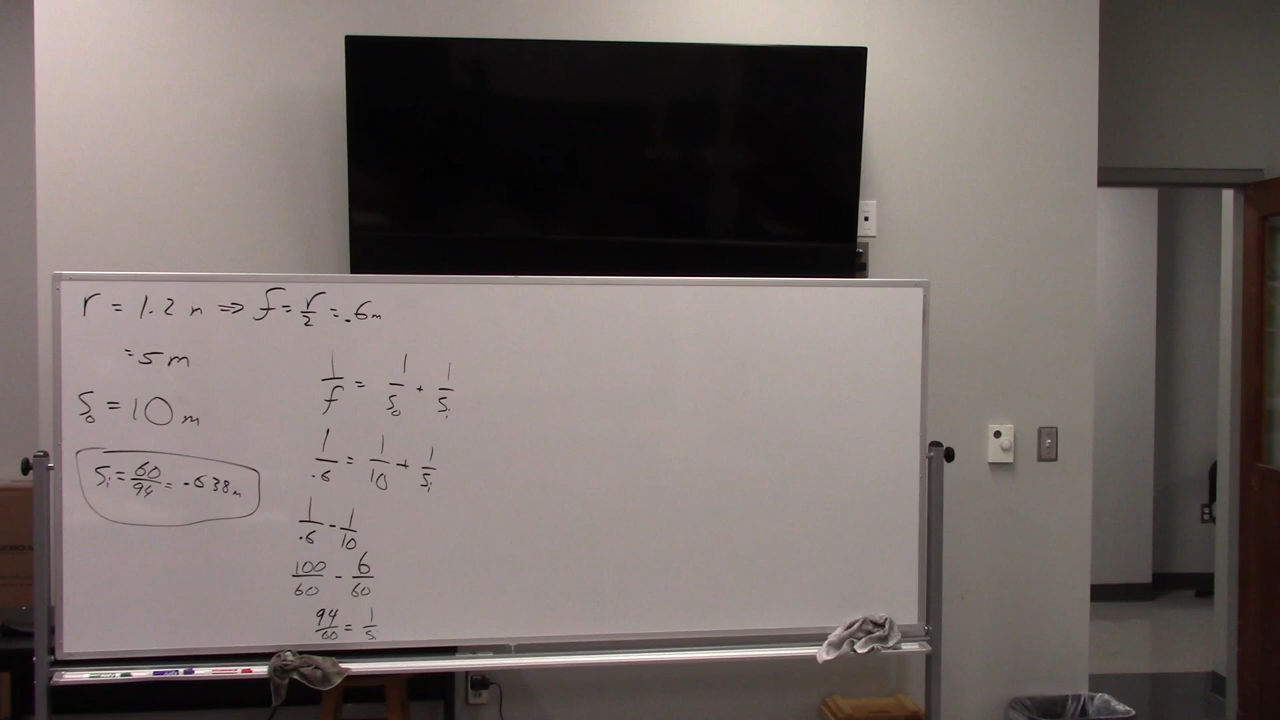 r = 1.2 m ⇒ f = r/2 = .6m
= 5 m
S₀ = 10 m
Sᵢ = 60/94 = -.638m
1/f = 1/S₀ + 1/Sᵢ
1/.6 = 1/10 + 1/Sᵢ
1/.6 - 1/10
100/60 - 6/60
94/60 = 1/Sᵢ